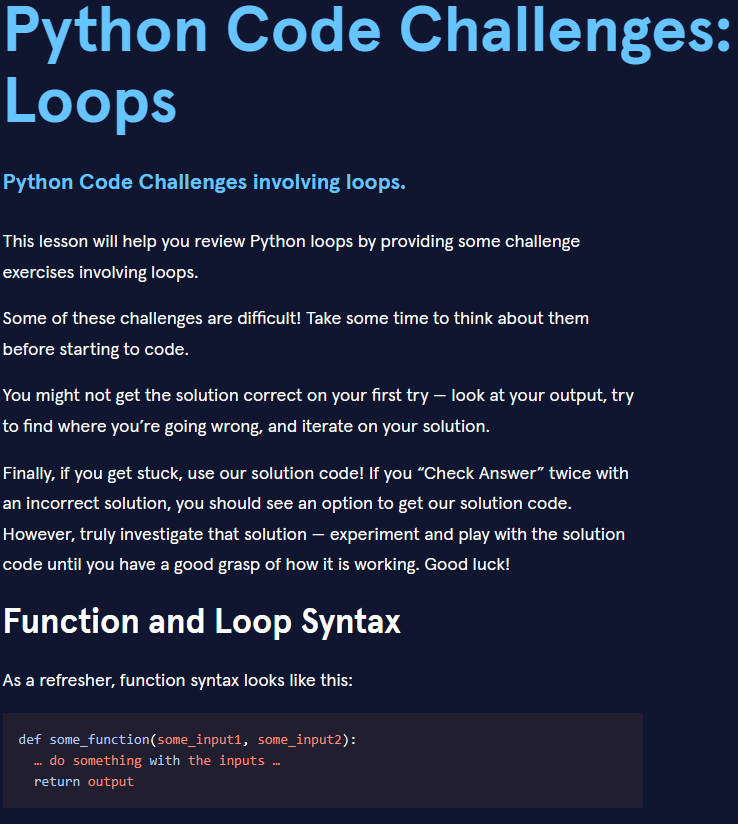 Python Code Challenges:
Loops
Python Code Challenges involving loops.
This lesson will help you review Python loops by providing some challenge
exercises involving loops.
Some of these challenges are difficult! Take some time to think about them
before starting to code.
You might not get the solution correct on your first try — look at your output, try
to find where you’re going wrong, and iterate on your solution.
Finally, if you get stuck, use our solution code! If you “Check Answer” twice with
an incorrect solution, you should see an option to get our solution code.
However, truly investigate that solution — experiment and play with the solution
code until you have a good grasp of how it is working. Good luck!
Function and Loop Syntax
As a refresher, function syntax looks like this:
def some_function(some_input1, some_input2):
  … do something with the inputs …
  return output